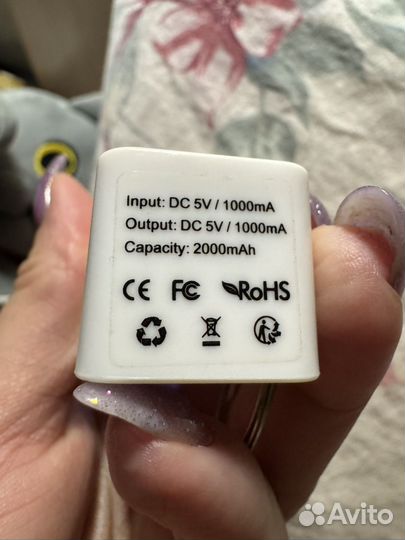 Input: DC 5V / 1000mA
Output: DC 5V / 1000mA
Capacity: 2000mAh
CE FC RoHS
Avito